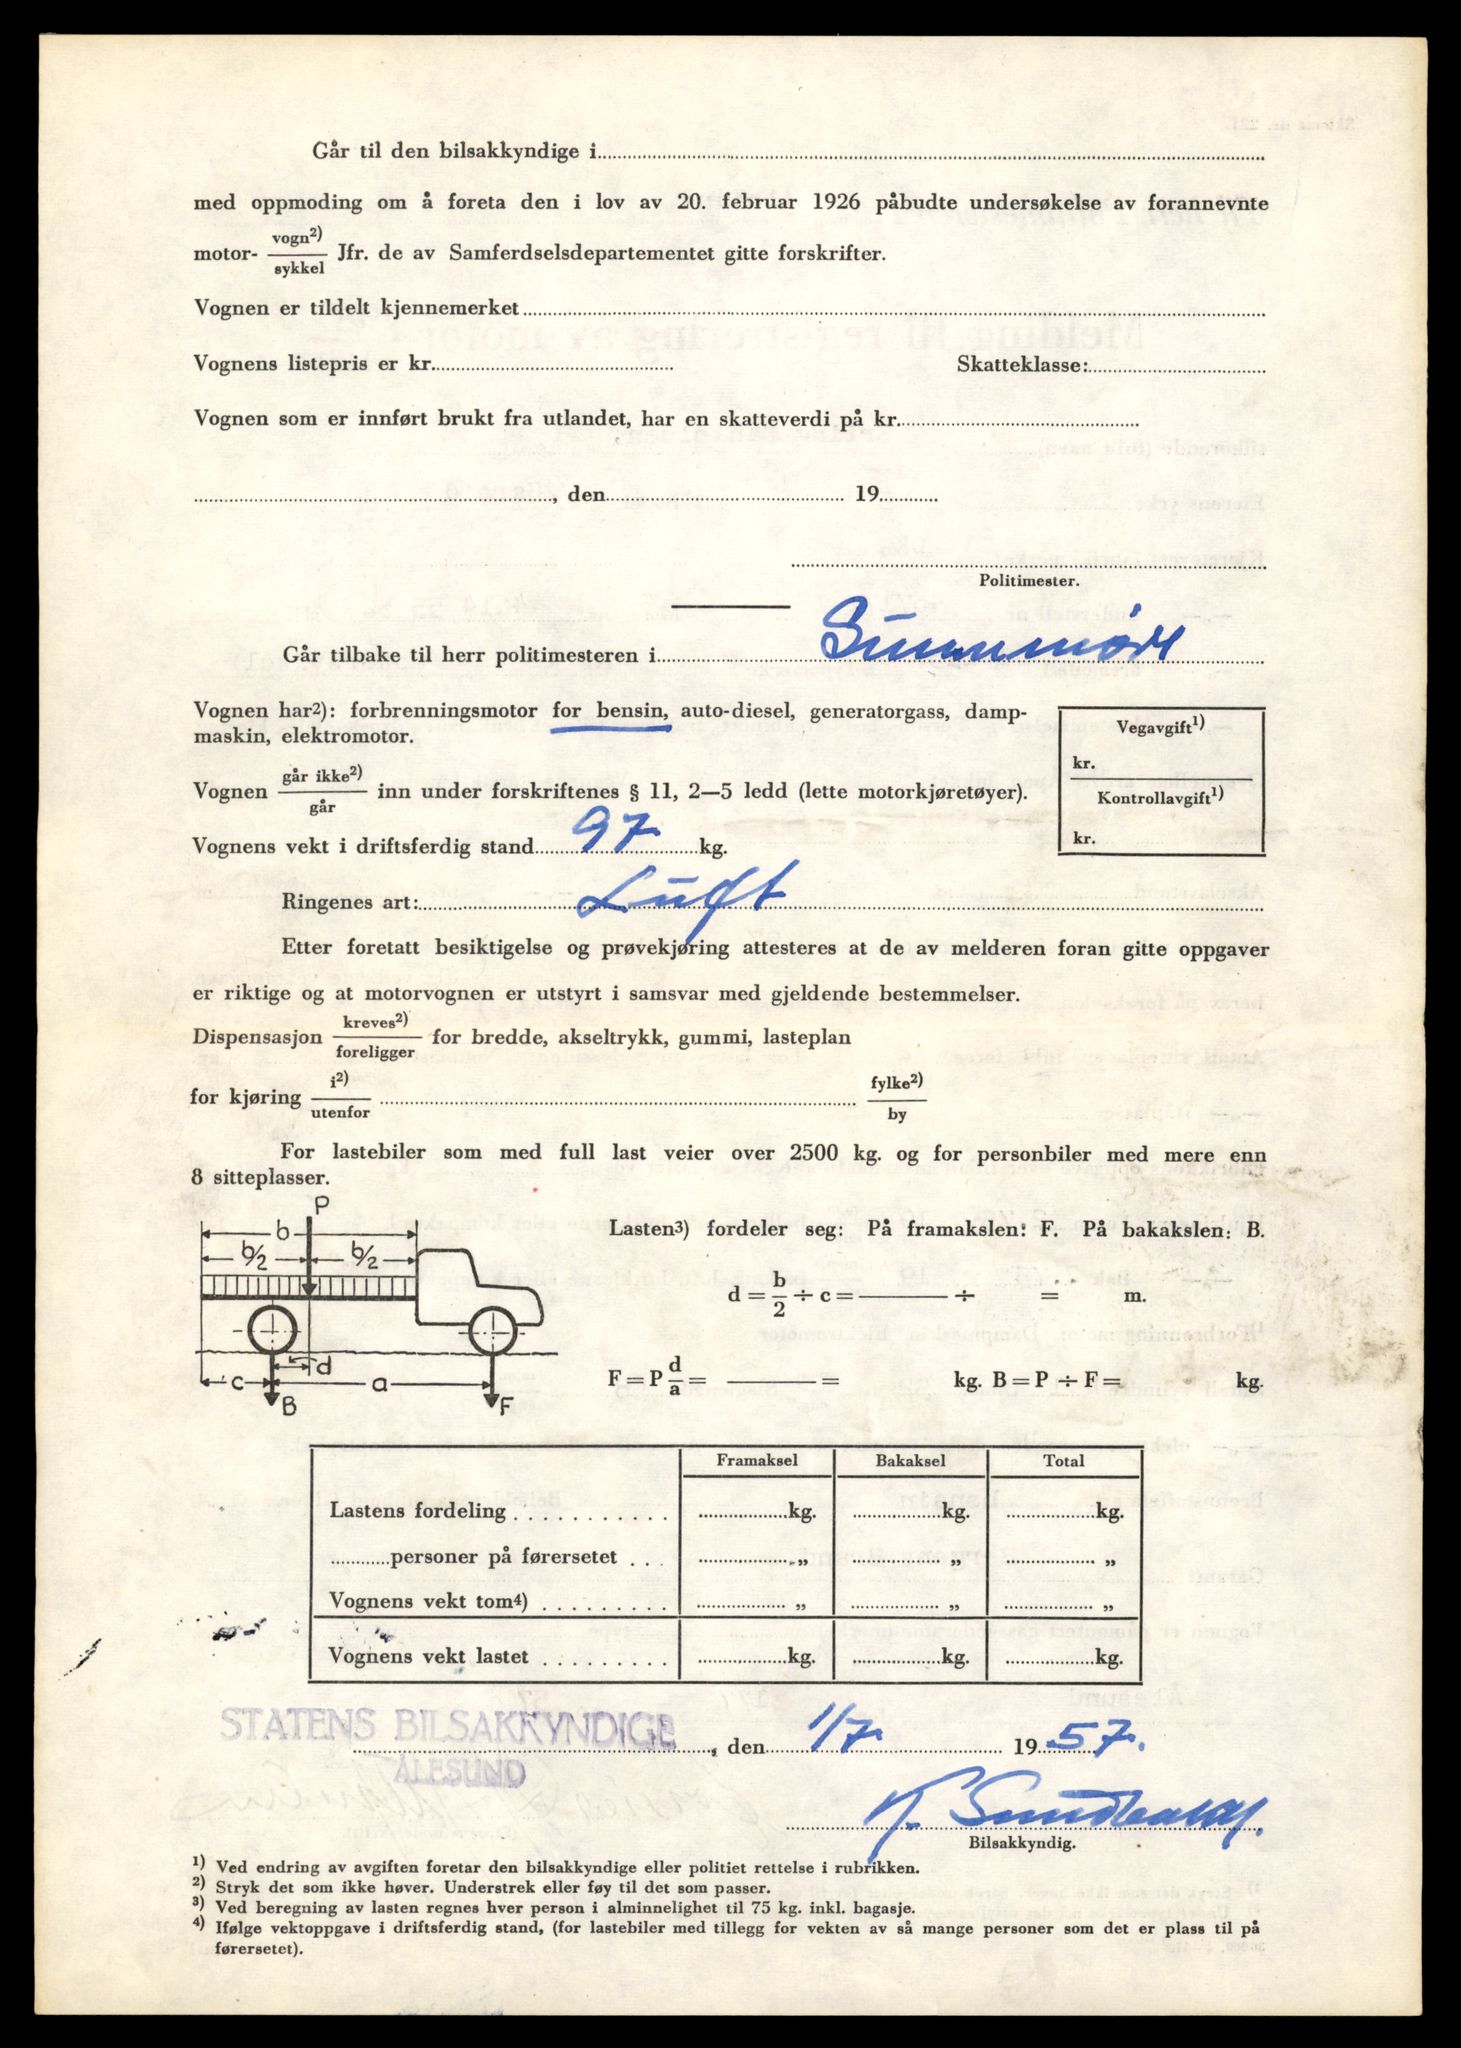 Går til den bilsakkyndige i
med oppmoding om å foreta den i lov av 20. februar 1926 påbudte undersøkelse av forannevnte
motor- vogn2)/sykkel Jfr. de av Samferdselsdepartementet gitte forskrifter.
Vognen er tildelt kjennemerket
Vognens listepris er kr. Skatteklasse:
Vognen som er innført brukt fra utlandet, har en skatteverdi på kr.
, den 19
Politimester.
Går tilbake til herr politimesteren i Sunnmøre
Vognen har2): forbrenningsmotor for bensin, auto-diesel, generatorgass, damp-
maskin, elektromotor.
Vegavgift1)
kr.
Kontrollavgift1)
kr.
Vognen går ikke2)/går inn under forskriftenes § 11, 2—5 ledd (lette motorkjøretøyer).
Vognens vekt i driftsferdig stand 97 kg.
Ringenes art: Luft
Etter foretatt besiktigelse og prøvekjøring attesteres at de av melderen foran gitte oppgaver
er riktige og at motorvognen er utstyrt i samsvar med gjeldende bestemmelser.
Dispensasjon kreves2)/foreligger for bredde, akseltrykk, gummi, lasteplan
for kjøring i2)/utenfor fylke2)/by
For lastebiler som med full last veier over 2500 kg. og for personbiler med mere enn
8 sitteplasser.
P
b
b/2 b/2
c d a
B F
Lasten3) fordeler seg: På framakslen: F. På bakakslen: B.
d = b/2 ÷ c = ——— ÷ = m.
F = P d/a = ——— = kg. B = P ÷ F = kg.
Framaksel Bakaksel Total
Lastens fordeling kg. kg. kg.
personer på førersetet „ „ „
Vognens vekt tom4) „ „ „
Vognens vekt lastet kg. kg. kg.
STATENS BILSAKKYNDIGE
, den 1/7 1957.
ÅLESUND
Bilsakkyndig.
1) Ved endring av avgiften foretar den bilsakkyndige eller politiet rettelse i rubrikken.
2) Stryk det som ikke høver. Understrek eller føy til det som passer.
3) Ved beregning av lasten regnes hver person i alminnelighet til 75 kg. inkl. bagasje.
4) Ifølge vektoppgave i driftsferdig stand, (for lastebiler med tillegg for vekten av så mange personer som det er plass til på
førersetet).